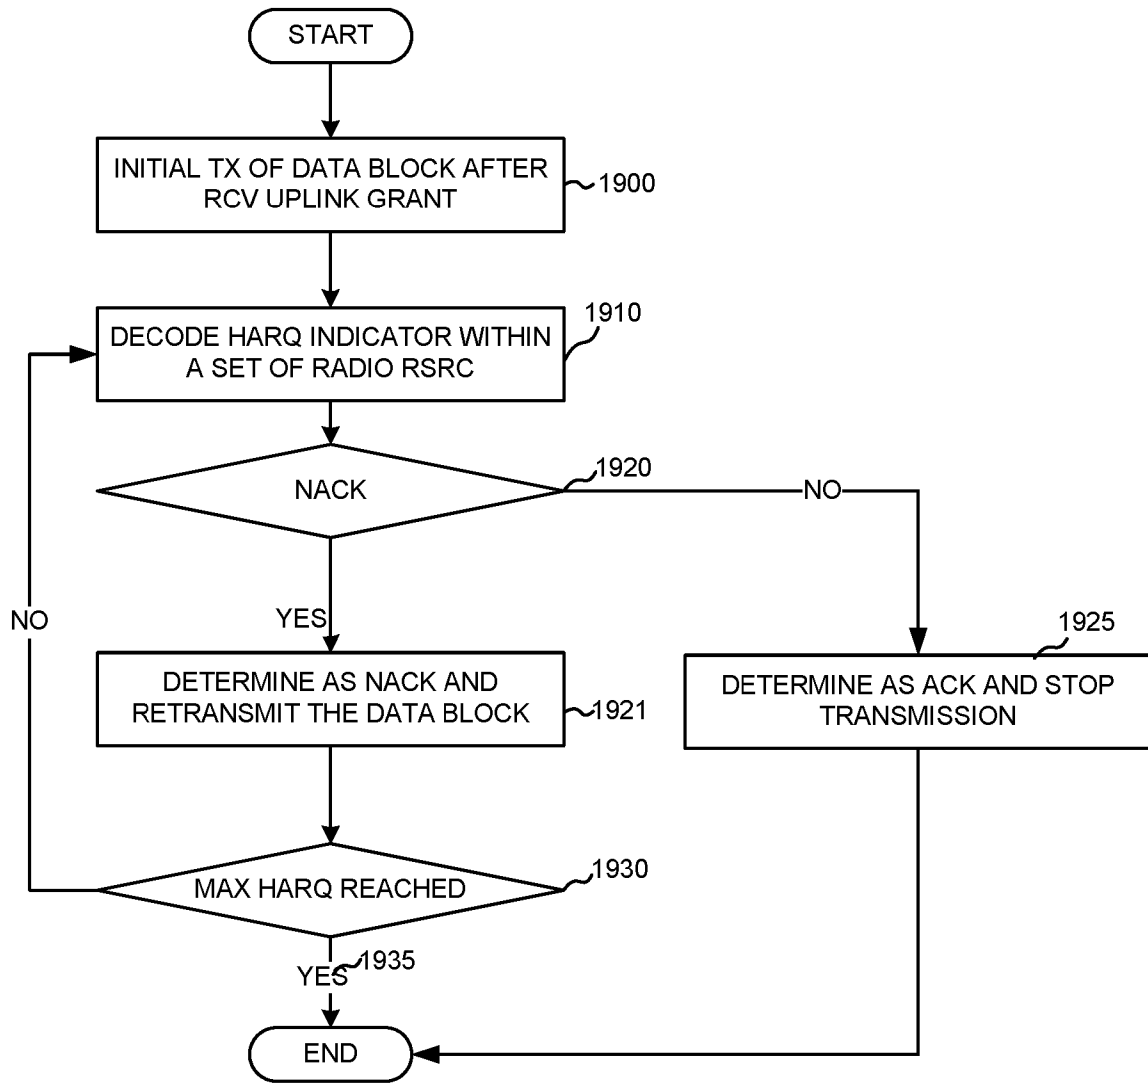 START
INITIAL TX OF DATA BLOCK AFTER
RCV UPLINK GRANT
1900
DECODE HARQ INDICATOR WITHIN
A SET OF RADIO RSRC
1910
NACK
1920
NO
YES
NO
DETERMINE AS NACK AND
RETRANSMIT THE DATA BLOCK
1921
DETERMINE AS ACK AND STOP
TRANSMISSION
1925
MAX HARQ REACHED
1930
YES
1935
END